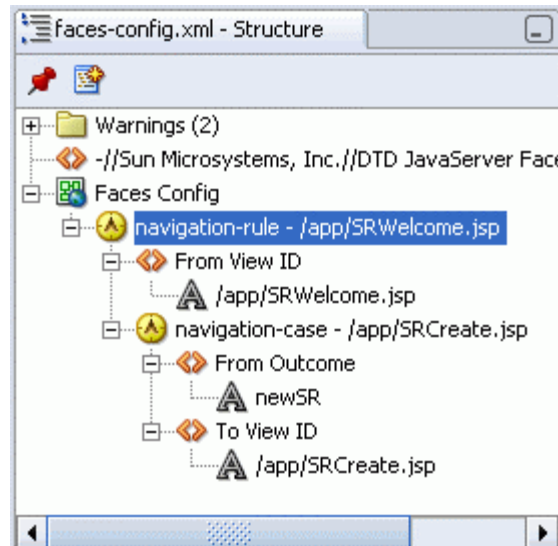 faces-config.xml - Structure
Warnings (2)
-//Sun Microsystems, Inc.//DTD JavaServer Face
Faces Config
navigation-rule - /app/SRWelcome.jsp
From View ID
/app/SRWelcome.jsp
navigation-case - /app/SRCreate.jsp
From Outcome
newSR
To View ID
/app/SRCreate.jsp